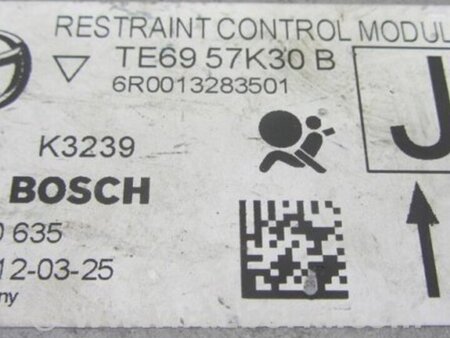 RESTRAINT CONTROL MODUL
TE69 57K30 B
6R0013283501
J
K3239
BOSCH
0 635
12-03-25
ny